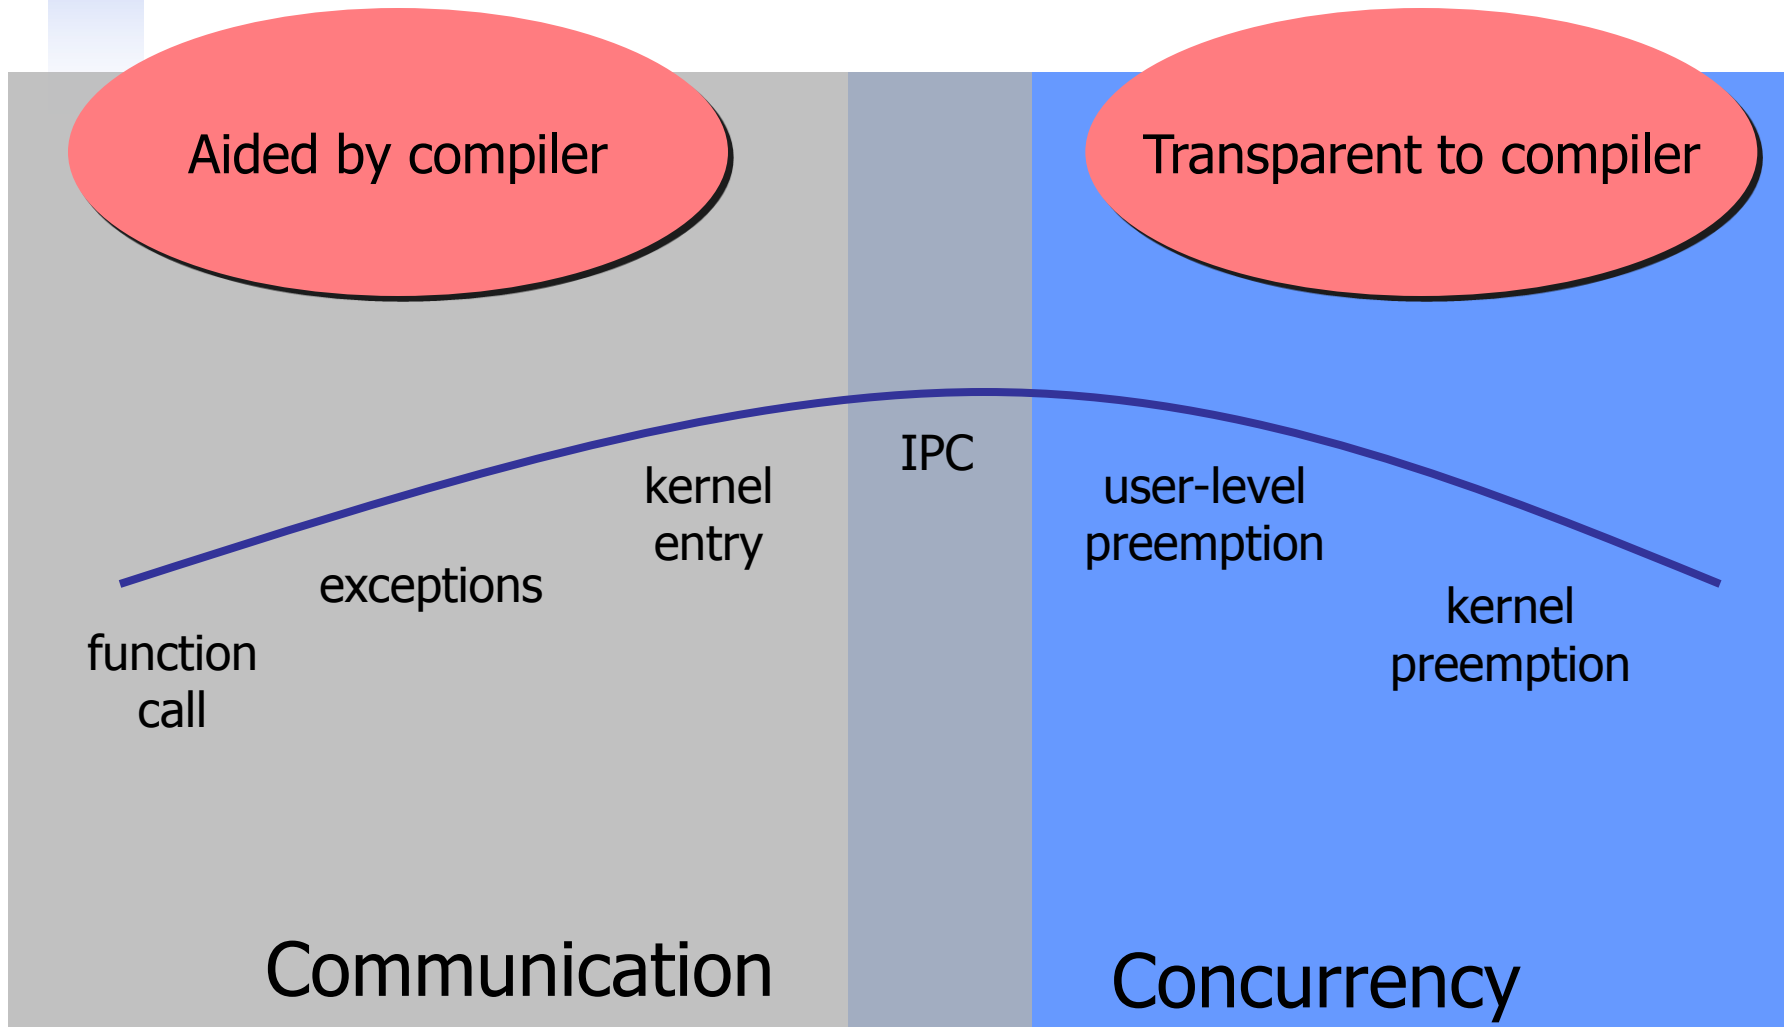 Aided by compiler
Transparent to compiler
IPC
kernel
entry
user-level
preemption
exceptions
kernel
preemption
function
call
Communication
Concurrency